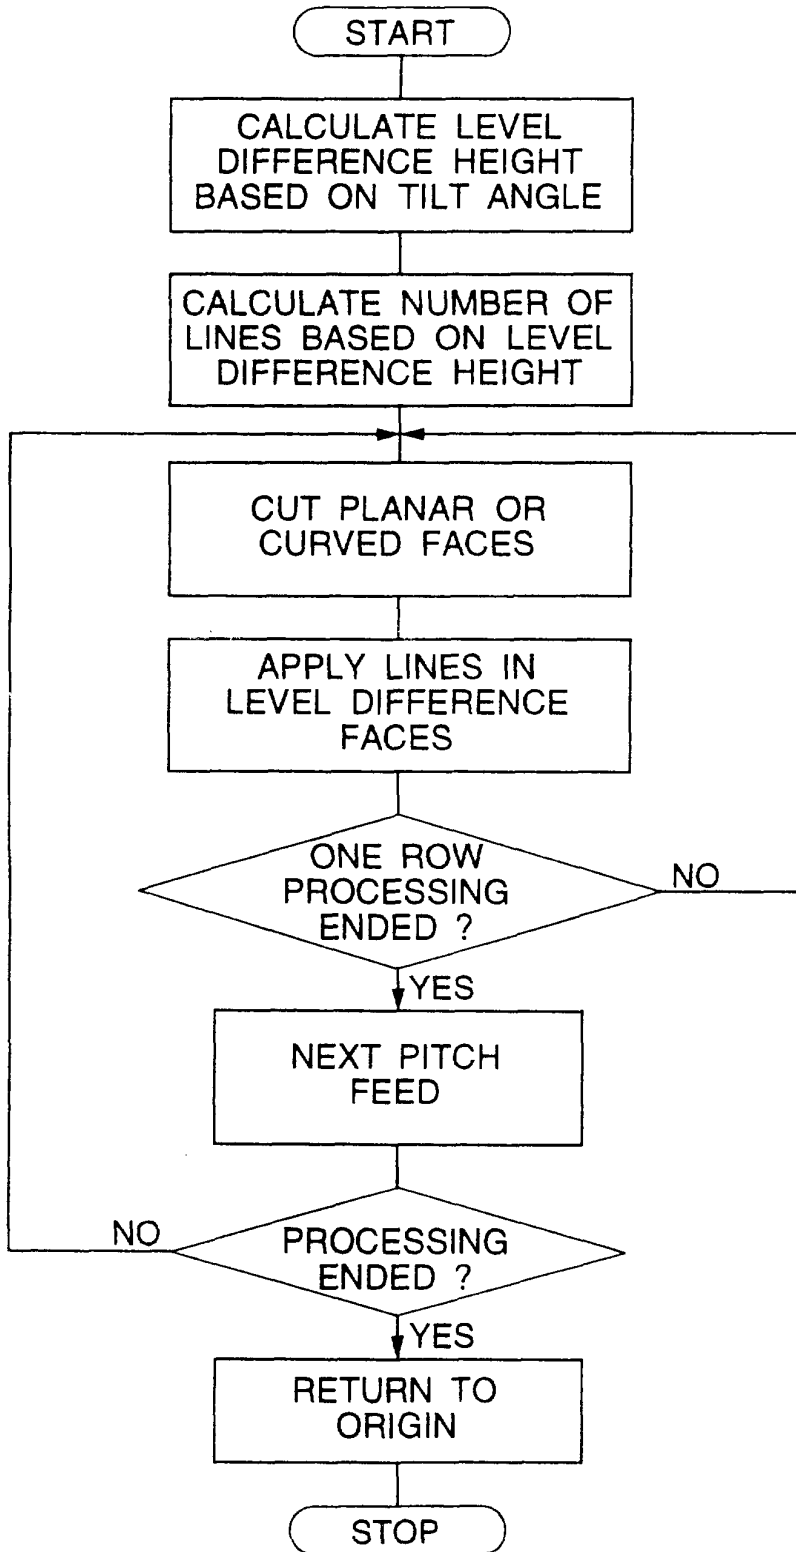 START
CALCULATE LEVEL
DIFFERENCE HEIGHT
BASED ON TILT ANGLE
CALCULATE NUMBER OF
LINES BASED ON LEVEL
DIFFERENCE HEIGHT
CUT PLANAR OR
CURVED FACES
APPLY LINES IN
LEVEL DIFFERENCE
FACES
ONE ROW
PROCESSING
ENDED ?
NO
YES
NEXT PITCH
FEED
NO
PROCESSING
ENDED ?
YES
RETURN TO
ORIGIN
STOP